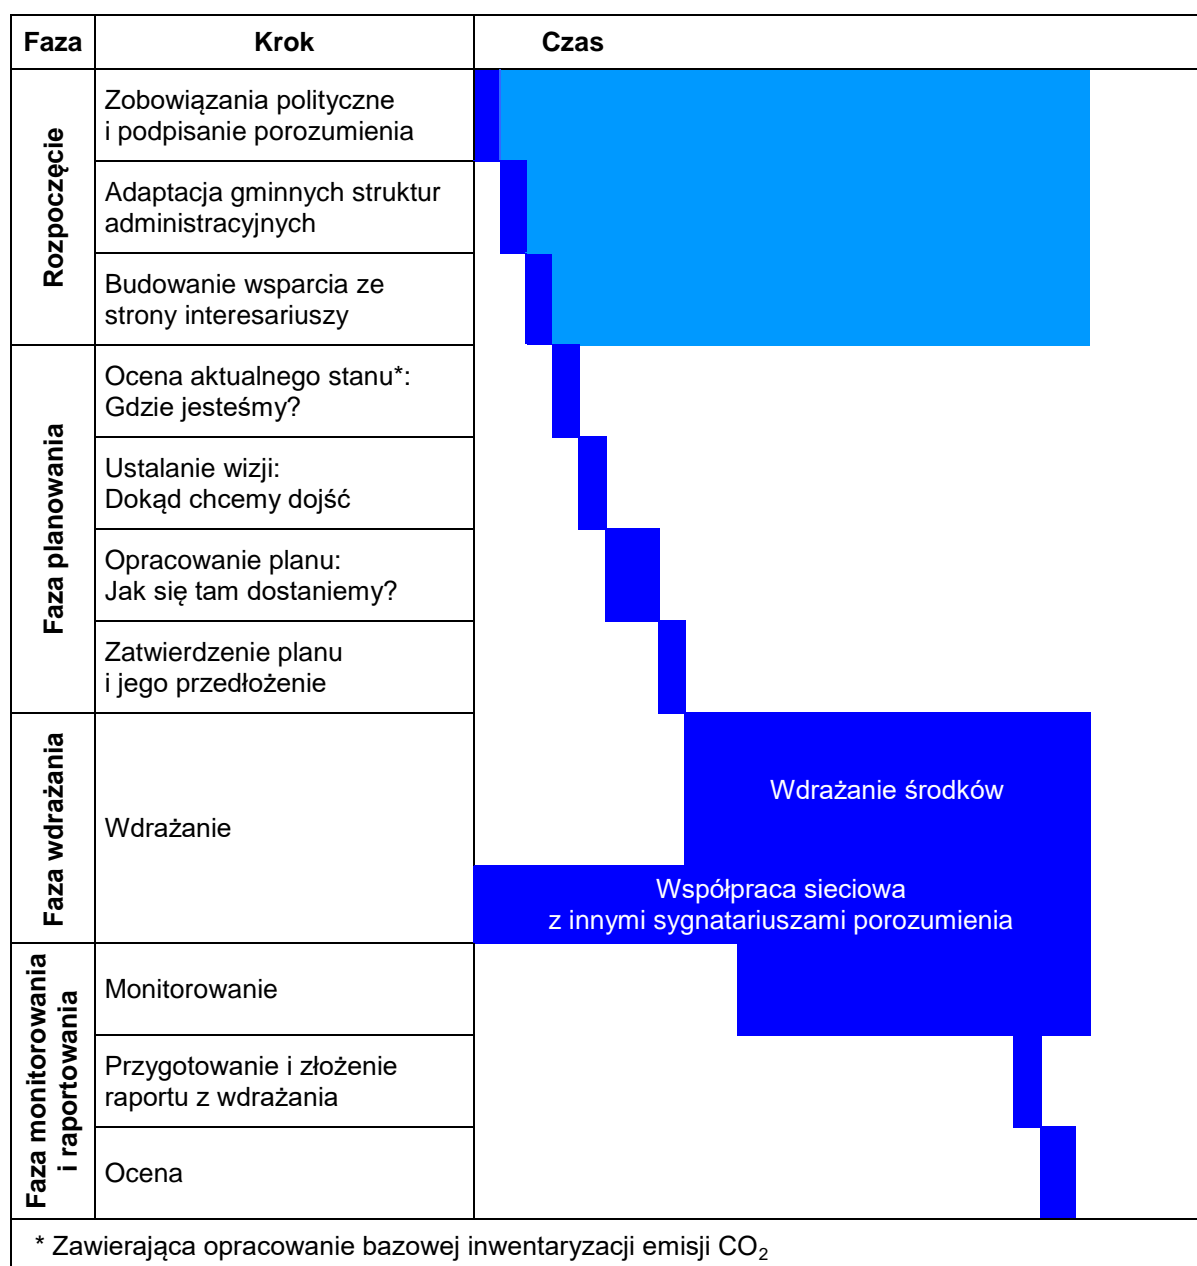 Faza
Krok
Czas
Rozpoczęcie
Zobowiązania polityczne
i podpisanie porozumienia
Adaptacja gminnych struktur
administracyjnych
Budowanie wsparcia ze
strony interesariuszy
Faza planowania
Ocena aktualnego stanu*:
Gdzie jesteśmy?
Ustalanie wizji:
Dokąd chcemy dojść
Opracowanie planu:
Jak się tam dostaniemy?
Zatwierdzenie planu
i jego przedłożenie
Faza wdrażania
Wdrażanie
Wdrażanie środków
Współpraca sieciowa
z innymi sygnatariuszami porozumienia
Faza monitorowania
i raportowania
Monitorowanie
Przygotowanie i złożenie
raportu z wdrażania
Ocena
* Zawierająca opracowanie bazowej inwentaryzacji emisji CO₂